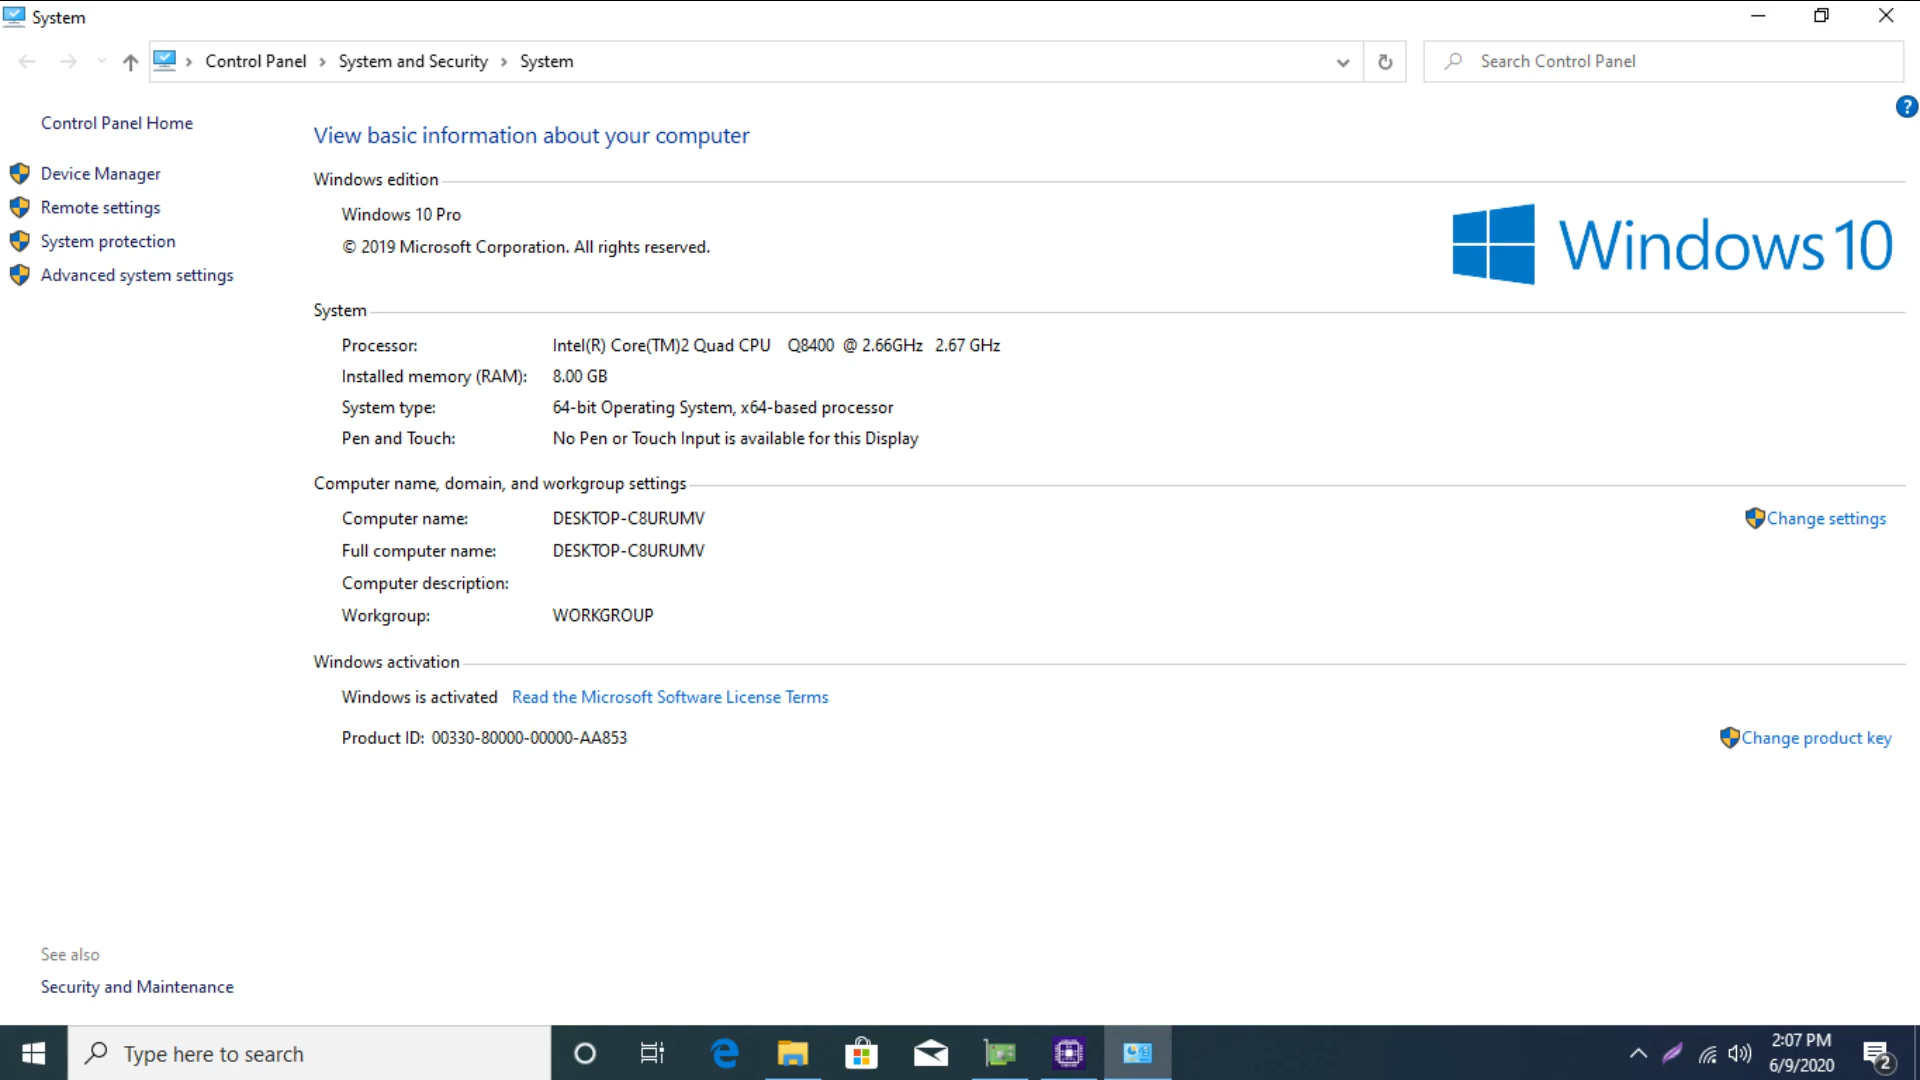 System
Control Panel > System and Security > System
Search Control Panel
?
Control Panel Home
Device Manager
Remote settings
System protection
Advanced system settings
View basic information about your computer
Windows edition
Windows 10 Pro
© 2019 Microsoft Corporation. All rights reserved.
Windows 10
System
Processor: Intel(R) Core(TM)2 Quad CPU Q8400 @ 2.66GHz 2.67 GHz
Installed memory (RAM): 8.00 GB
System type: 64-bit Operating System, x64-based processor
Pen and Touch: No Pen or Touch Input is available for this Display
Computer name, domain, and workgroup settings
Computer name: DESKTOP-C8URUMV
Change settings
Full computer name: DESKTOP-C8URUMV
Computer description:
Workgroup: WORKGROUP
Windows activation
Windows is activated Read the Microsoft Software License Terms
Product ID: 00330-80000-00000-AA853
Change product key
See also
Security and Maintenance
Type here to search
2:07 PM
6/9/2020
2